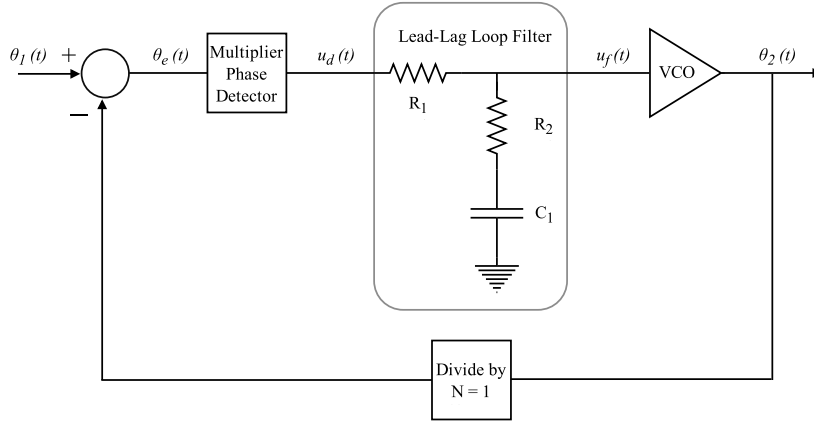 θ1(t) +
θe(t)
Multiplier
Phase
Detector
ud(t)
Lead-Lag Loop Filter
R1
R2
C1
uf(t)
VCO
θ2(t)
−
Divide by
N = 1